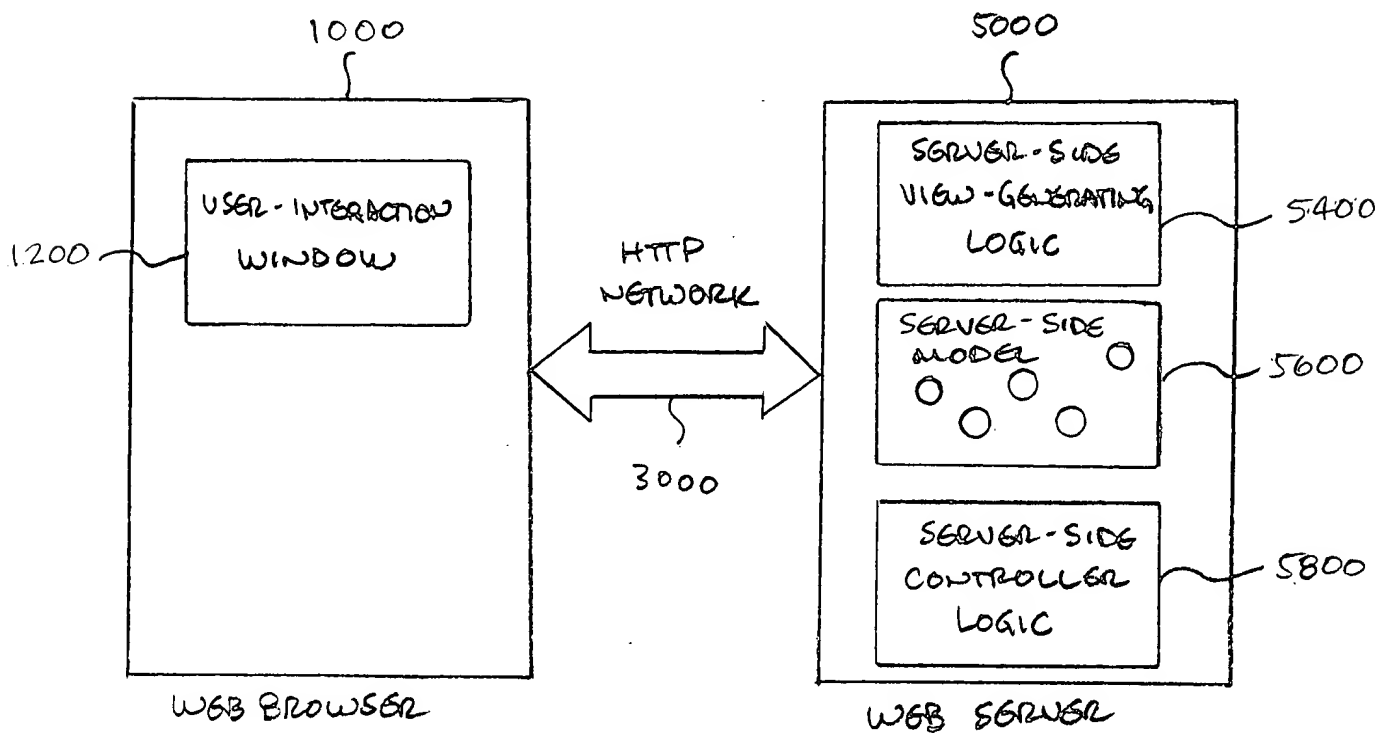 1000
5000
USER-INTERACTION
WINDOW
1200
HTTP
NETWORK
3000
SERVER-SIDE
VIEW-GENERATING
LOGIC
5400
SERVER-SIDE
MODEL
5600
SERVER-SIDE
CONTROLLER
LOGIC
5800
WEB BROWSER
WEB SERVER